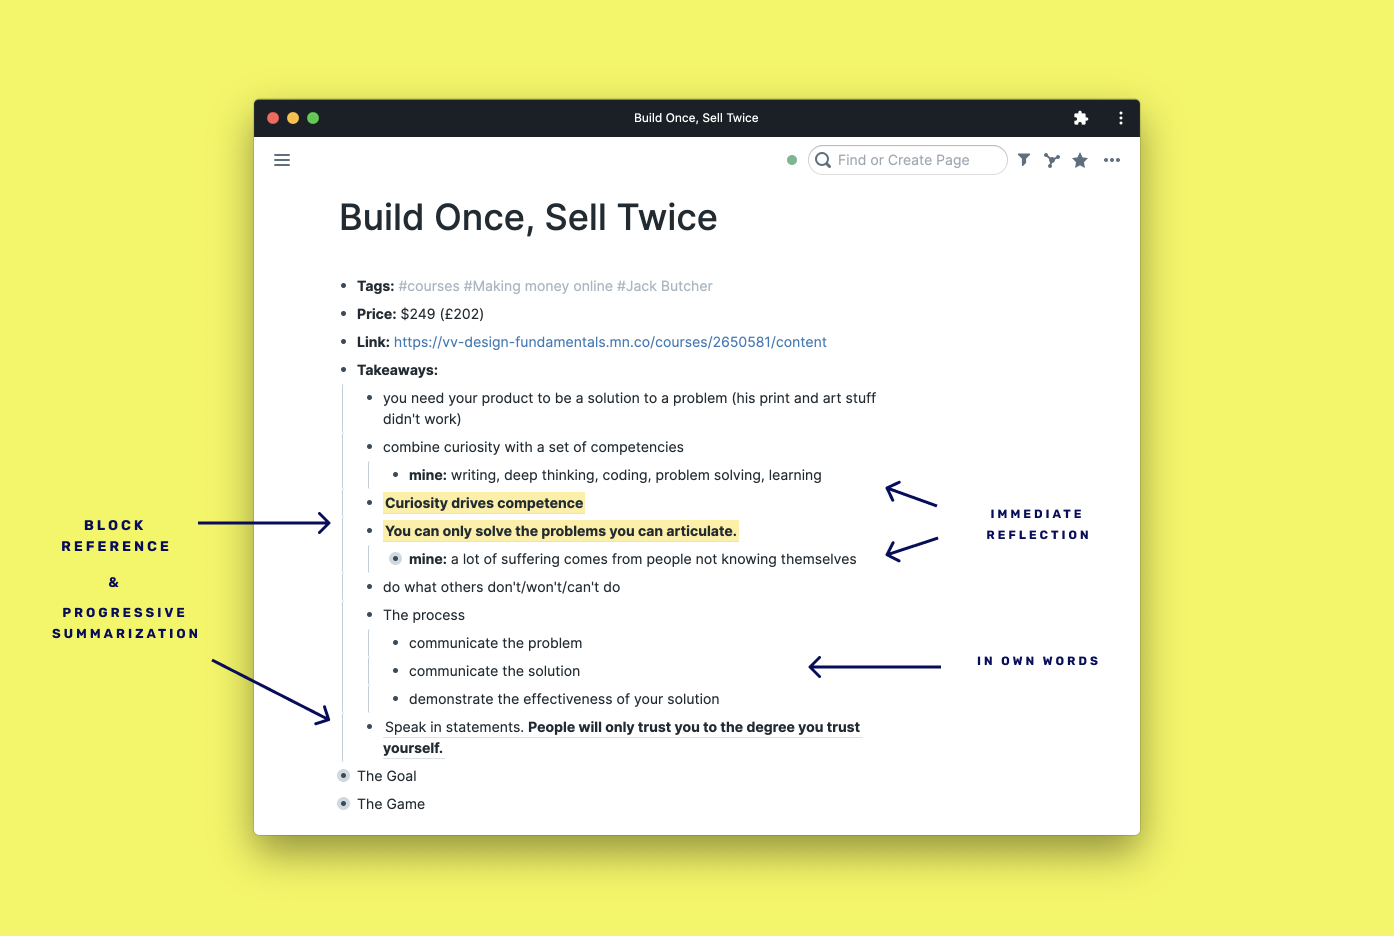 Build Once, Sell Twice
Find or Create Page
Build Once, Sell Twice
Tags: #courses #Making money online #Jack Butcher
Price: $249 (£202)
Link: https://vv-design-fundamentals.mn.co/courses/2650581/content
Takeaways:
you need your product to be a solution to a problem (his print and art stuff
didn't work)
combine curiosity with a set of competencies
mine: writing, deep thinking, coding, problem solving, learning
Curiosity drives competence
You can only solve the problems you can articulate.
mine: a lot of suffering comes from people not knowing themselves
do what others don't/won't/can't do
The process
communicate the problem
communicate the solution
demonstrate the effectiveness of your solution
Speak in statements. People will only trust you to the degree you trust
yourself.
The Goal
The Game
BLOCK
REFERENCE
&
PROGRESSIVE
SUMMARIZATION
IMMEDIATE
REFLECTION
IN OWN WORDS